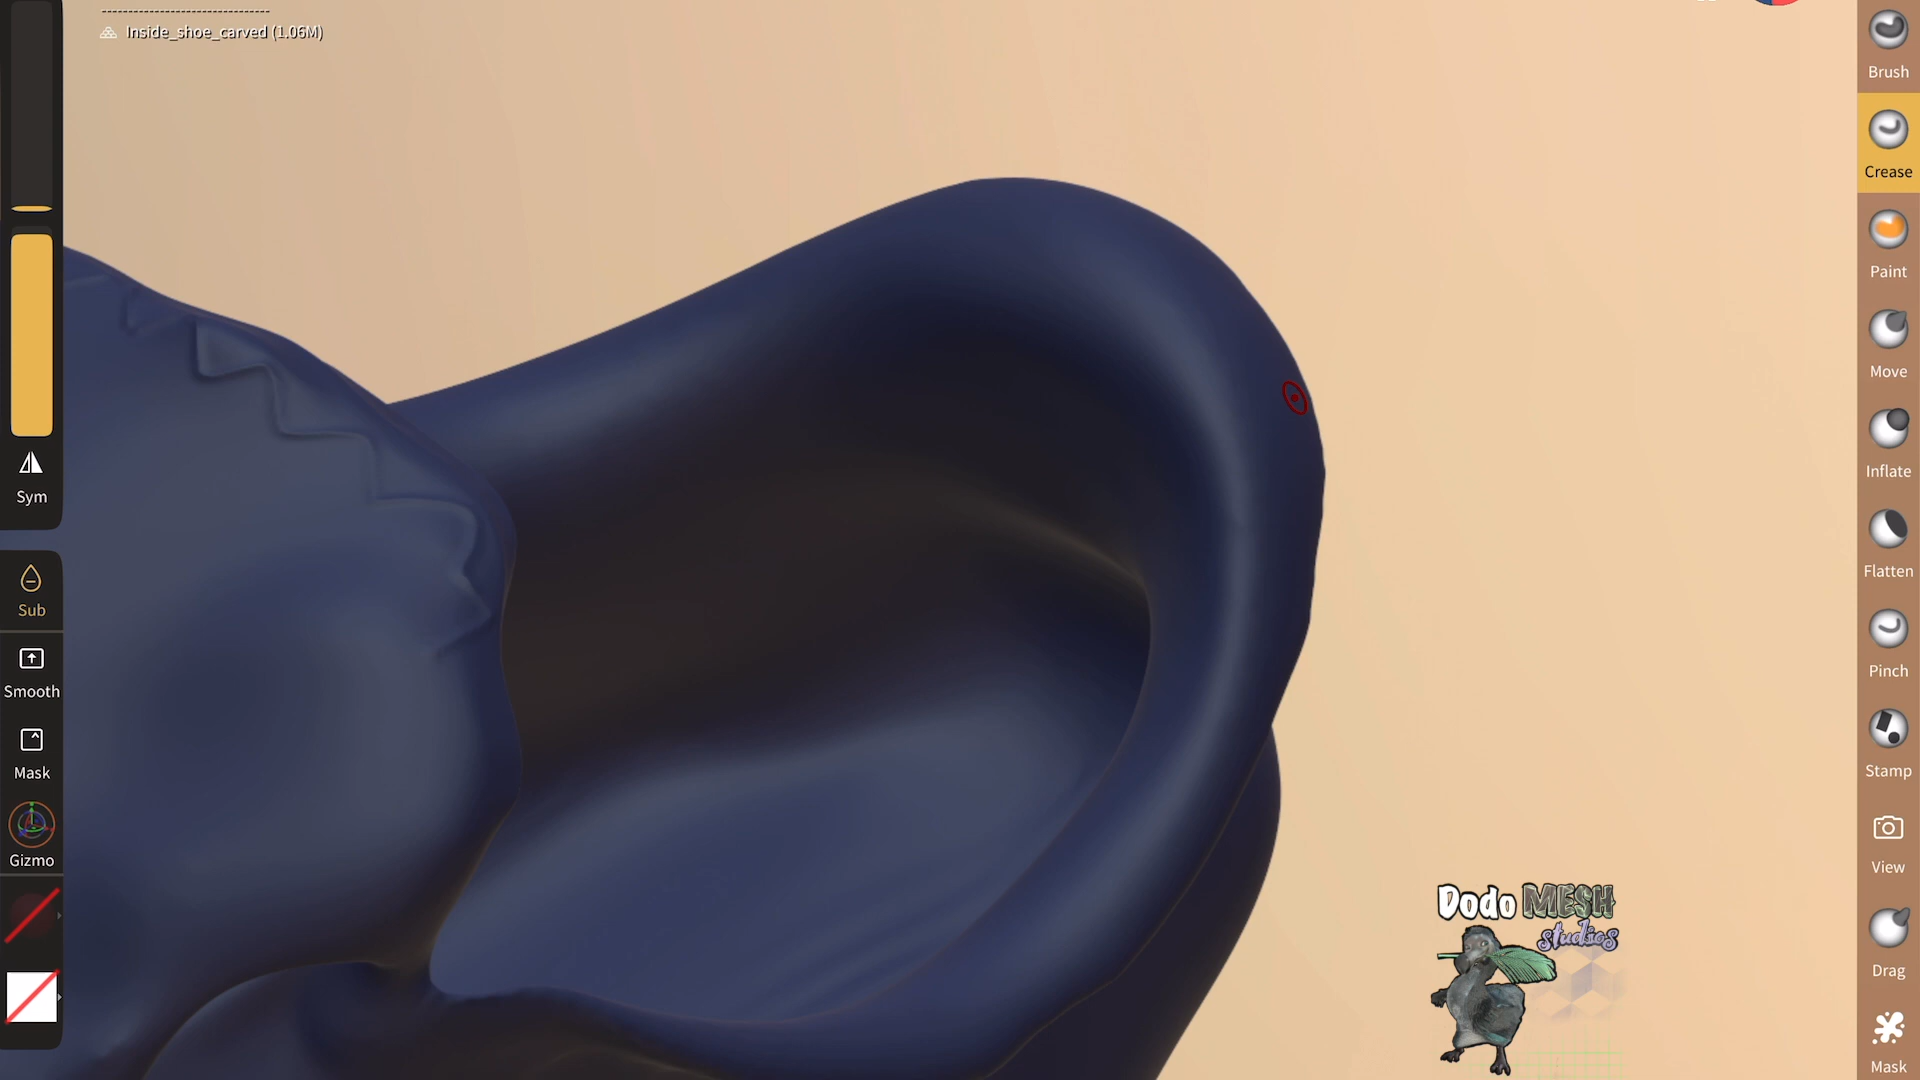 --------------------------------
Inside_shoe_carved (1.06M)
Sym
Sub
Smooth
Mask
Gizmo
Brush
Crease
Paint
Move
Inflate
Flatten
Pinch
Stamp
View
Drag
Mask
Dodo MESH
studios